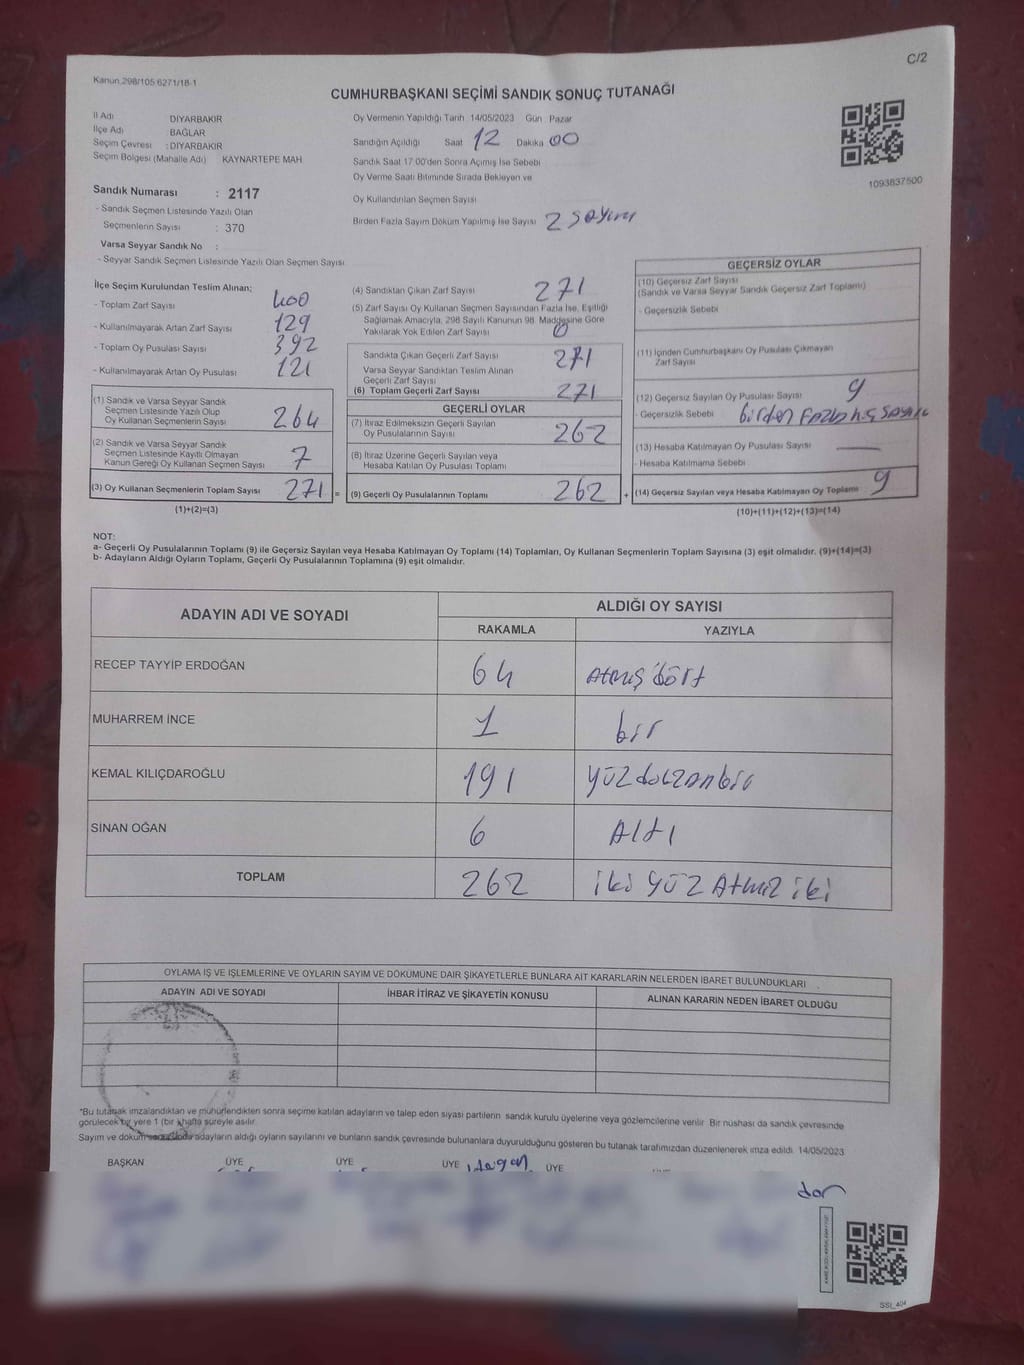 C/2
Kanun 298/105 6271/18-1
CUMHURBAŞKANI SEÇİMİ SANDIK SONUÇ TUTANAĞI
İl Adı DİYARBAKIR
İlçe Adı BAĞLAR
Seçim Çevresi : DİYARBAKIR
Seçim Bölgesi (Mahalle Adı) KAYNARTEPE MAH
Sandık Numarası : 2117
- Sandık Seçmen Listesinde Yazılı Olan
Seçmenlerin Sayısı : 370
Varsa Seyyar Sandık No :
- Seyyar Sandık Seçmen Listesinde Yazılı Olan Seçmen Sayısı
Oy Vermenin Yapıldığı Tarih 14/05/2023 Gün Pazar
Sandığın Açıldığı Saat 12 Dakika 00
Sandık Saat 17:00'den Sonra Açımış İse Sebebi
Oy Verme Saati Bitiminde Sırada Bekleyen ve
Oy Kullandırılan Seçmen Sayısı
Birden Fazla Sayım Döküm Yapılmış İse Sayısı 2 sayım
1093837500
İlçe Seçim Kurulundan Teslim Alınan;
- Toplam Zarf Sayısı 400
- Kullanılmayarak Artan Zarf Sayısı 129
- Toplam Oy Pusulası Sayısı 392
- Kullanılmayarak Artan Oy Pusulası 121
(1) Sandık ve Varsa Seyyar Sandık
Seçmen Listesinde Yazılı Olup
Oy Kullanan Seçmenlerin Sayısı 264
(2) Sandık ve Varsa Seyyar Sandık
Seçmen Listesinde Kayıtlı Olmayan
Kanun Gereği Oy Kullanan Seçmen Sayısı 7
(3) Oy Kullanan Seçmenlerin Toplam Sayısı 271 =
(1)+(2)=(3)
(4) Sandıktan Çıkan Zarf Sayısı 271
(5) Zarf Sayısı Oy Kullanan Seçmen Sayısından Fazla İse, Eşitliği
Sağlamak Amacıyla, 298 Sayılı Kanunun 98. Maddesine Göre
Yakılarak Yok Edilen Zarf Sayısı 0
Sandıkta Çıkan Geçerli Zarf Sayısı 271
Varsa Seyyar Sandıktan Teslim Alınan
Geçerli Zarf Sayısı
(6) Toplam Geçerli Zarf Sayısı 271
GEÇERLİ OYLAR
(7) İtiraz Edilmeksizin Geçerli Sayılan
Oy Pusulalarının Sayısı 262
(8) İtiraz Üzerine Geçerli Sayılan veya
Hesaba Katılan Oy Pusulası Toplamı
(9) Geçerli Oy Pusulalarının Toplamı 262 +
GEÇERSİZ OYLAR
(10) Geçersiz Zarf Sayısı
(Sandık ve Varsa Seyyar Sandık Geçersiz Zarf Toplamı)
- Geçersizlik Sebebi
(11) İçinden Cumhurbaşkanı Oy Pusulası Çıkmayan
Zarf Sayısı
(12) Geçersiz Sayılan Oy Pusulası Sayısı 9
- Geçersizlik Sebebi birden fazla
(13) Hesaba Katılmayan Oy Pusulası Sayısı
- Hesaba Katılmama Sebebi
(14) Geçersiz Sayılan veya Hesaba Katılmayan Oy Toplamı 9
(10)+(11)+(12)+(13)=(14)
NOT:
a- Geçerli Oy Pusulalarının Toplamı (9) ile Geçersiz Sayılan veya Hesaba Katılmayan Oy Toplamı (14) Toplamları, Oy Kullanan Seçmenlerin Toplam Sayısına (3) eşit olmalıdır. (9)+(14)=(3)
b- Adayların Aldığı Oyların Toplamı, Geçerli Oy Pusulalarının Toplamına (9) eşit olmalıdır.
ADAYIN ADI VE SOYADI ALDIĞI OY SAYISI
RAKAMLA YAZIYLA
RECEP TAYYİP ERDOĞAN 64 Atmış dört
MUHARREM İNCE 1 bir
KEMAL KILIÇDAROĞLU 191 yüzdoksanbir
SİNAN OĞAN 6 Altı
TOPLAM 262 iki yüz Atmız iki
OYLAMA İŞ VE İŞLEMLERİNE VE OYLARIN SAYIM VE DÖKÜMÜNE DAİR ŞİKAYETLERLE BUNLARA AİT KARARLARIN NELERDEN İBARET BULUNDUKLARI
ADAYIN ADI VE SOYADI İHBAR İTİRAZ VE ŞİKAYETİN KONUSU ALINAN KARARIN NEDEN İBARET OLDUĞU
*Bu tutanak imzalandıktan ve mühürlendikten sonra seçime katılan adayların ve talep eden siyasi partilerin sandık kurulu üyelerine veya gözlemcilerine verilir. Bir nüshası da sandık çevresinde
görülecek bir yere 1 (bir) hafta süreyle asılır.
Sayım ve döküm adayların aldığı oyların sayılarını ve bunların sandık çevresinde bulunanlara duyurulduğunu gösteren bu tutanak tarafımızdan düzenlenerek imza edildi. 14/05/2023
BAŞKAN ÜYE ÜYE ÜYE ÜYE